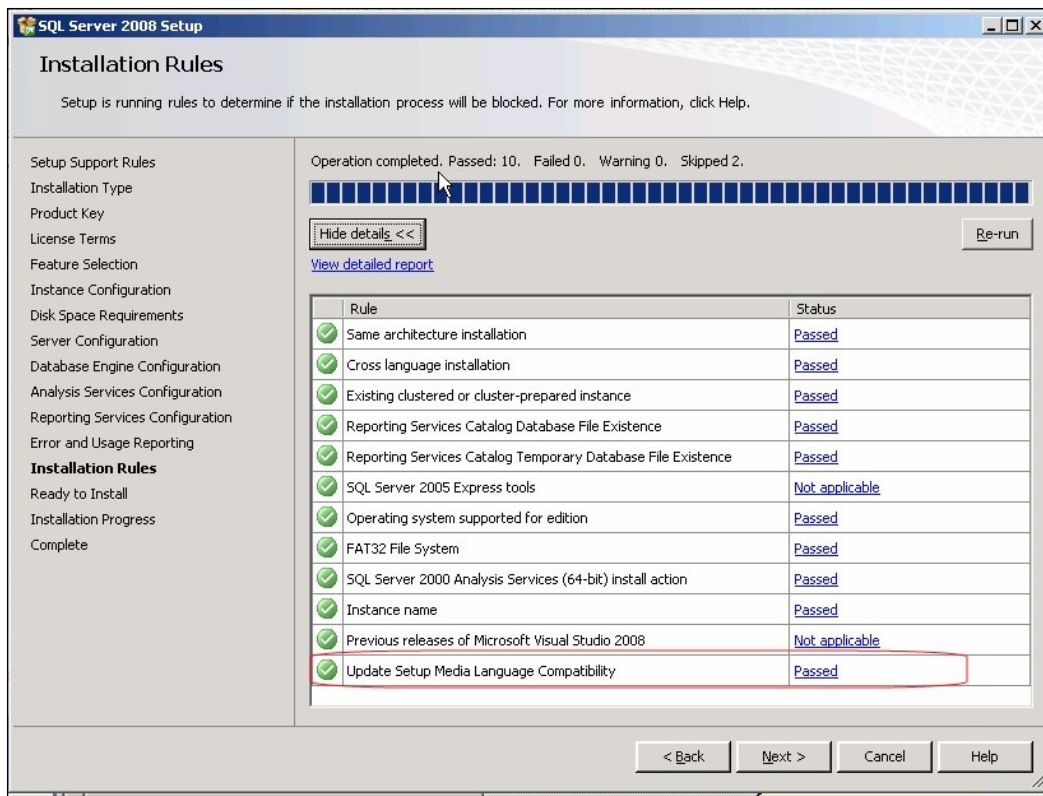 SQL Server 2008 Setup
Installation Rules
Setup is running rules to determine if the installation process will be blocked. For more information, click Help.
Setup Support Rules
Installation Type
Product Key
License Terms
Feature Selection
Instance Configuration
Disk Space Requirements
Server Configuration
Database Engine Configuration
Analysis Services Configuration
Reporting Services Configuration
Error and Usage Reporting
Installation Rules
Ready to Install
Installation Progress
Complete
Operation completed. Passed: 10. Failed 0. Warning 0. Skipped 2.
Hide details <<
Re-run
View detailed report
Rule Status
Same architecture installation Passed
Cross language installation Passed
Existing clustered or cluster-prepared instance Passed
Reporting Services Catalog Database File Existence Passed
Reporting Services Catalog Temporary Database File Existence Passed
SQL Server 2005 Express tools Not applicable
Operating system supported for edition Passed
FAT32 File System Passed
SQL Server 2000 Analysis Services (64-bit) install action Passed
Instance name Passed
Previous releases of Microsoft Visual Studio 2008 Not applicable
Update Setup Media Language Compatibility Passed
< Back Next > Cancel Help